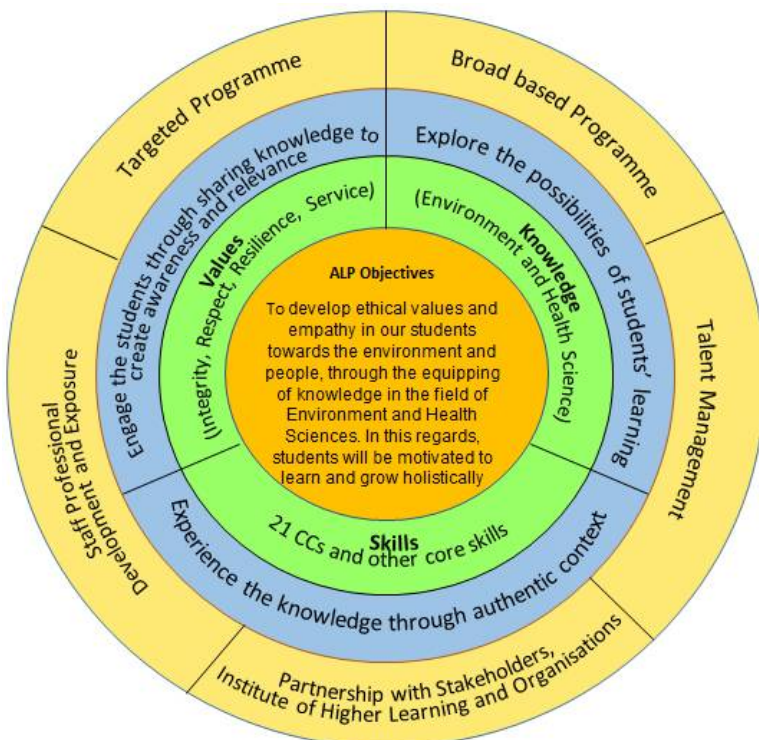 Targeted Programme
Broad based Programme
Talent Management
Partnership with Stakeholders,
Institute of Higher Learning and Organisations
Staff Professional
Development and Exposure
Engage the students through sharing knowledge to
create awareness and relevance
Explore the possibilities of students' learning
Experience the knowledge through authentic context
Values
(Integrity, Respect, Resilience, Service)
Knowledge
(Environment and Health Science)
Skills
21 CCs and other core skills
ALP Objectives
To develop ethical values and
empathy in our students
towards the environment and
people, through the equipping
of knowledge in the field of
Environment and Health
Sciences. In this regards,
students will be motivated to
learn and grow holistically